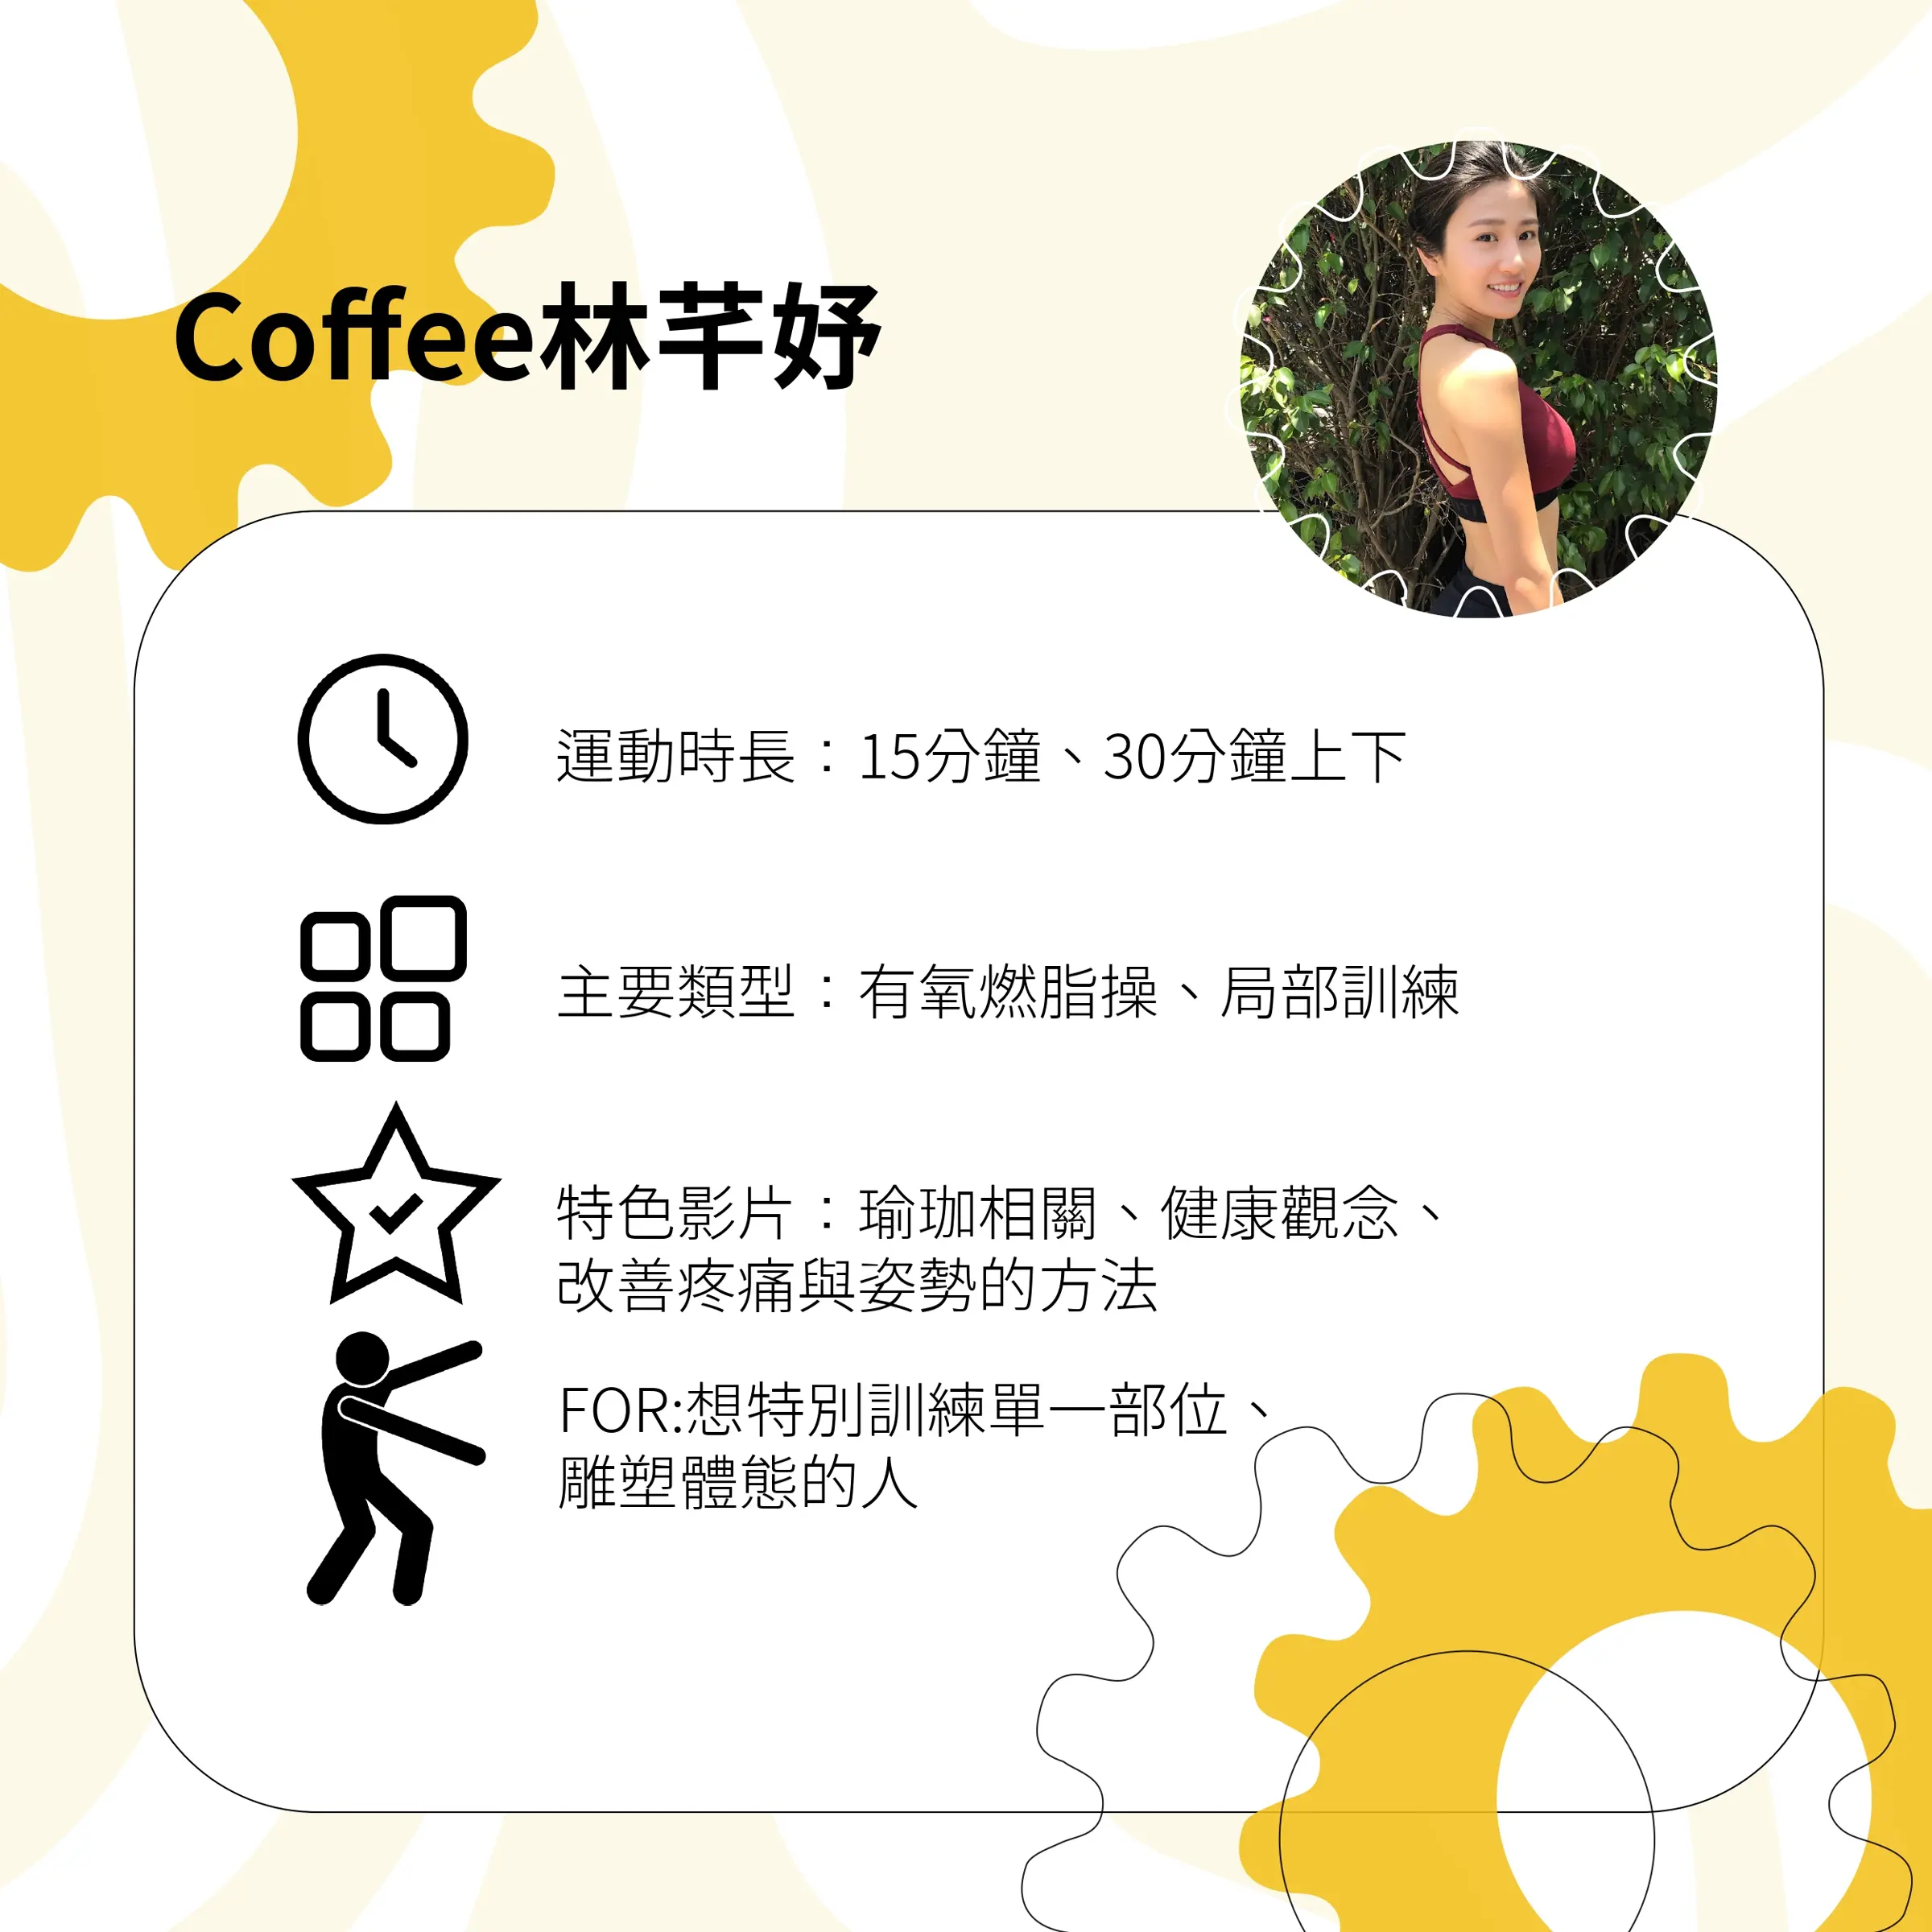 Coffee林芊妤
運動時長：15分鐘、30分鐘上下
主要類型：有氧燃脂操、局部訓練
特色影片：瑜珈相關、健康觀念、
改善疼痛與姿勢的方法
FOR:想特別訓練單一部位、
雕塑體態的人